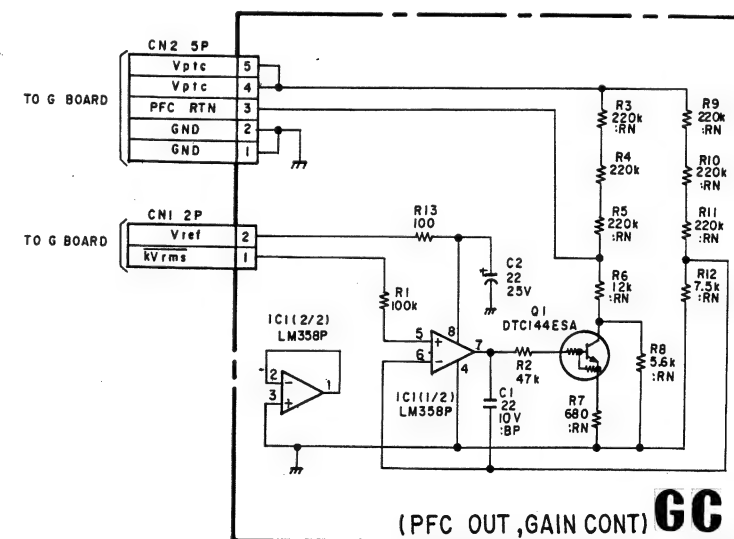 CN2 5P
Vptc 5
Vptc 4
PFC RTN 3
GND 2
GND 1
TO G BOARD
CN1 2P
Vref 2
kVrms 1
TO G BOARD
R13
100
R3
220k
:RN
R9
220k
:RN
R4
220k
R10
220k
:RN
R5
220k
:RN
R11
220k
:RN
R6
12k
:RN
R12
7.5k
:RN
C2
22
25V
R1
100k
Q1
DTC144ESA
IC1(2/2)
LM358P
2
3
1
-
+
5
6
8
7
4
+
-
IC1(1/2)
LM358P
R2
47k
R8
5.6k
:RN
C1
22
10V
:BP
R7
680
:RN
(PFC OUT,GAIN CONT) GC